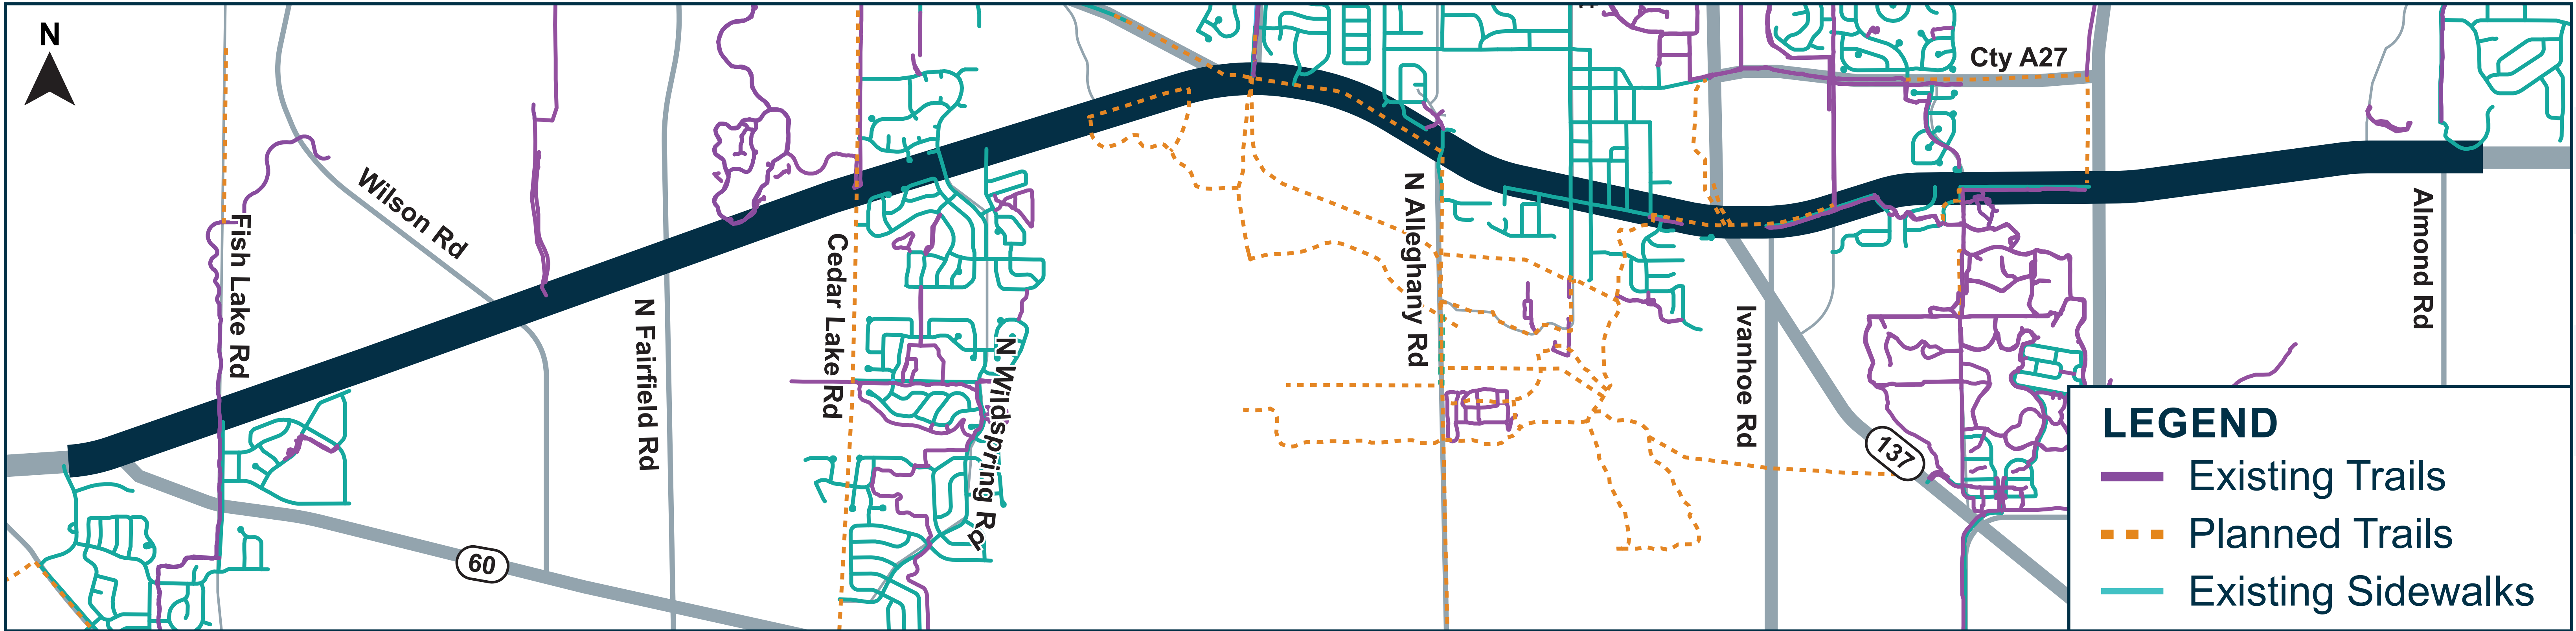 N
Cty A27
Wilson Rd
Fish Lake Rd
N Fairfield Rd
Cedar Lake Rd
N Wildspring Rd
N Alleghany Rd
Ivanhoe Rd
Almond Rd
137
60
LEGEND
Existing Trails
Planned Trails
Existing Sidewalks